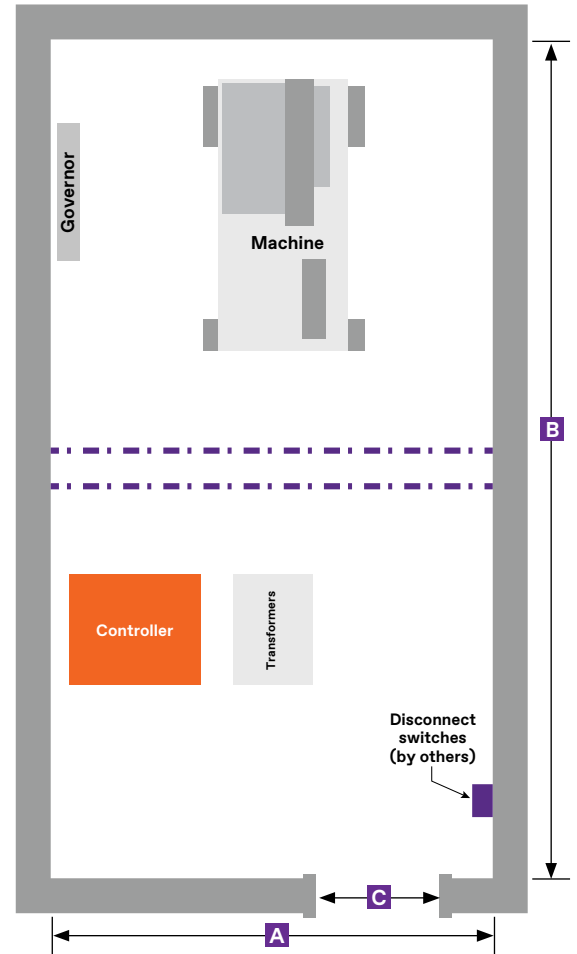 Governor
Machine
B
Controller
Transformers
Disconnect
switches
(by others)
C
A